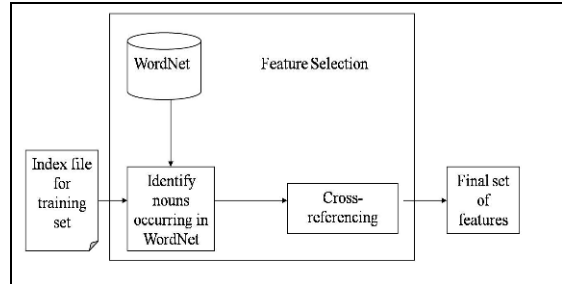 WordNet
Feature Selection
Index file
for
training
set
Identify
nouns
occurring in
WordNet
Cross-
referencing
Final set
of
features